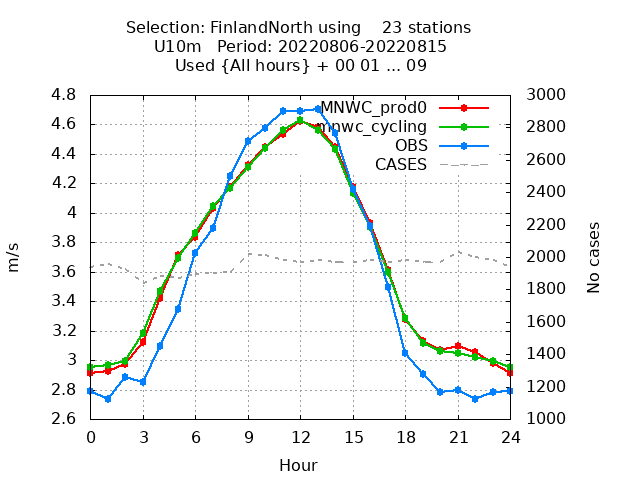 Selection: FinlandNorth using    23 stations
U10m   Period: 20220806-20220815
Used {All hours} + 00 01 ... 09
4.8
4.6
4.4
4.2
4
3.8
3.6
3.4
3.2
3
2.8
2.6
m/s
MNWC_prod0
mnwc_cycling
OBS
CASES
3000
2800
2600
2400
2200
2000
1800
1600
1400
1200
1000
No cases
0 3 6 9 12 15 18 21 24
Hour